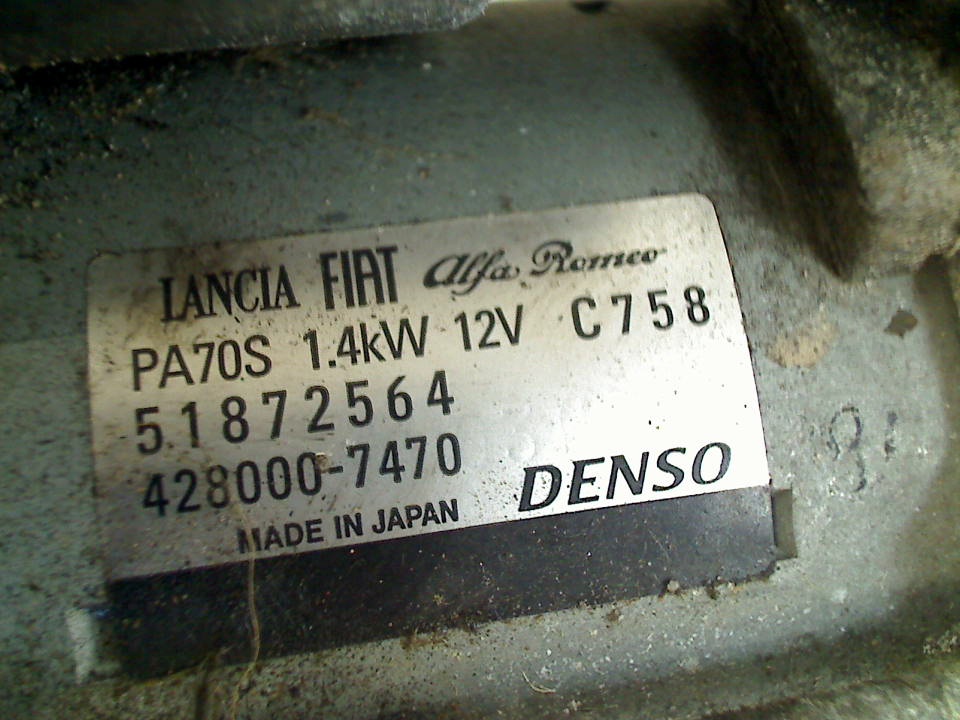 LANCIA FIAT Alfa Romeo
PA70S 1.4kW 12V C758
51872564
428000-7470
DENSO
MADE IN JAPAN